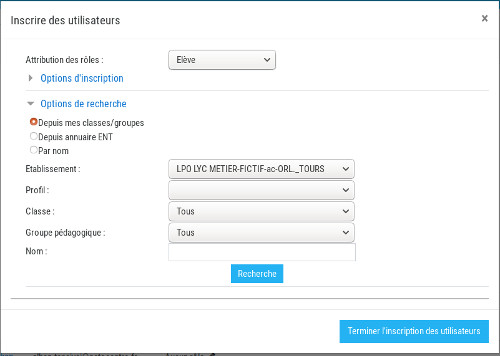 Inscrire des utilisateurs
×
Attribution des rôles : Elève
Options d'inscription
Options de recherche
Depuis mes classes/groupes
Depuis annuaire ENT
Par nom
Etablissement : LPO LYC METIER-FICTIF-ac-ORL._TOURS
Profil :
Classe : Tous
Groupe pédagogique : Tous
Nom :
Recherche
Terminer l'inscription des utilisateurs